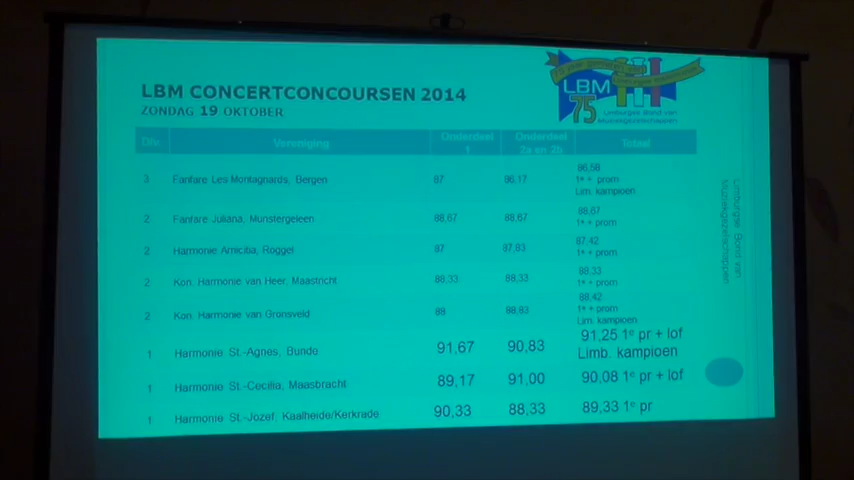 LBM CONCERTCONCOURSEN 2014
ZONDAG 19 OKTOBER
LBM
75
Limburgse Bond van
Muziekgezelschappen
Div. Vereniging Onderdeel 1 Onderdeel 2a en 2b Totaal
3 Fanfare Les Montagnards, Bergen 87 86,17 86,58
1e + prom
Lim. kampioen
2 Fanfare Juliana, Munstergeleen 88,67 88,67 88,67
1e + prom
2 Harmonie Amicitia, Roggel 87 87,83 87,42
1e + prom
2 Kon. Harmonie van Heer, Maastricht 88,33 88,33 88,33
1e + prom
2 Kon. Harmonie van Gronsveld 88 88,83 88,42
1e + prom
Lim. kampioen
1 Harmonie St.-Agnes, Bunde 91,67 90,83 91,25 1e pr + lof
Limb. kampioen
1 Harmonie St.-Cecilia, Maasbracht 89,17 91,00 90,08 1e pr + lof
1 Harmonie St.-Jozef, Kaalheide/Kerkrade 90,33 88,33 89,33 1e pr
Limburgse Bond van
Muziekgezelschappen